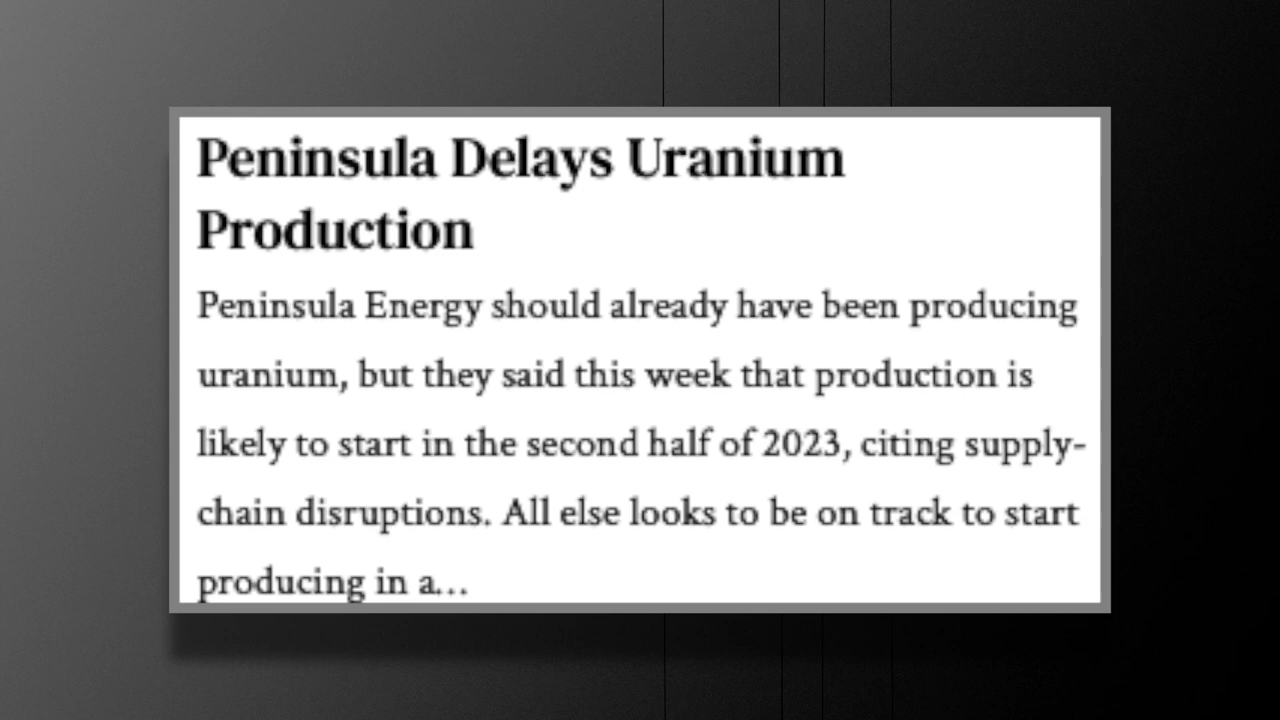 Peninsula Delays Uranium
Production
Peninsula Energy should already have been producing
uranium, but they said this week that production is
likely to start in the second half of 2023, citing supply-
chain disruptions. All else looks to be on track to start
producing in a...